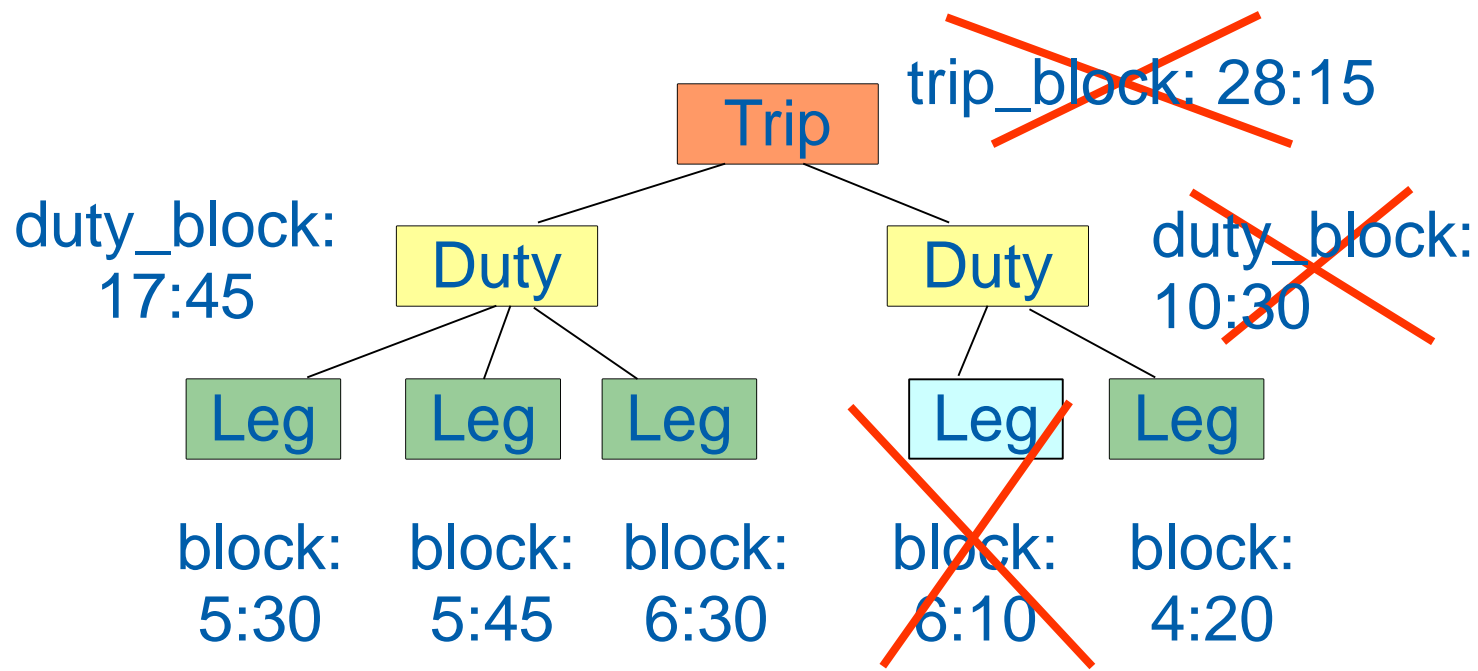 trip_block: 28:15
Trip
duty_block:
17:45
Duty
Duty
duty_block:
10:30
Leg
Leg
Leg
Leg
Leg
block:
5:30
block:
5:45
block:
6:30
block:
6:10
block:
4:20